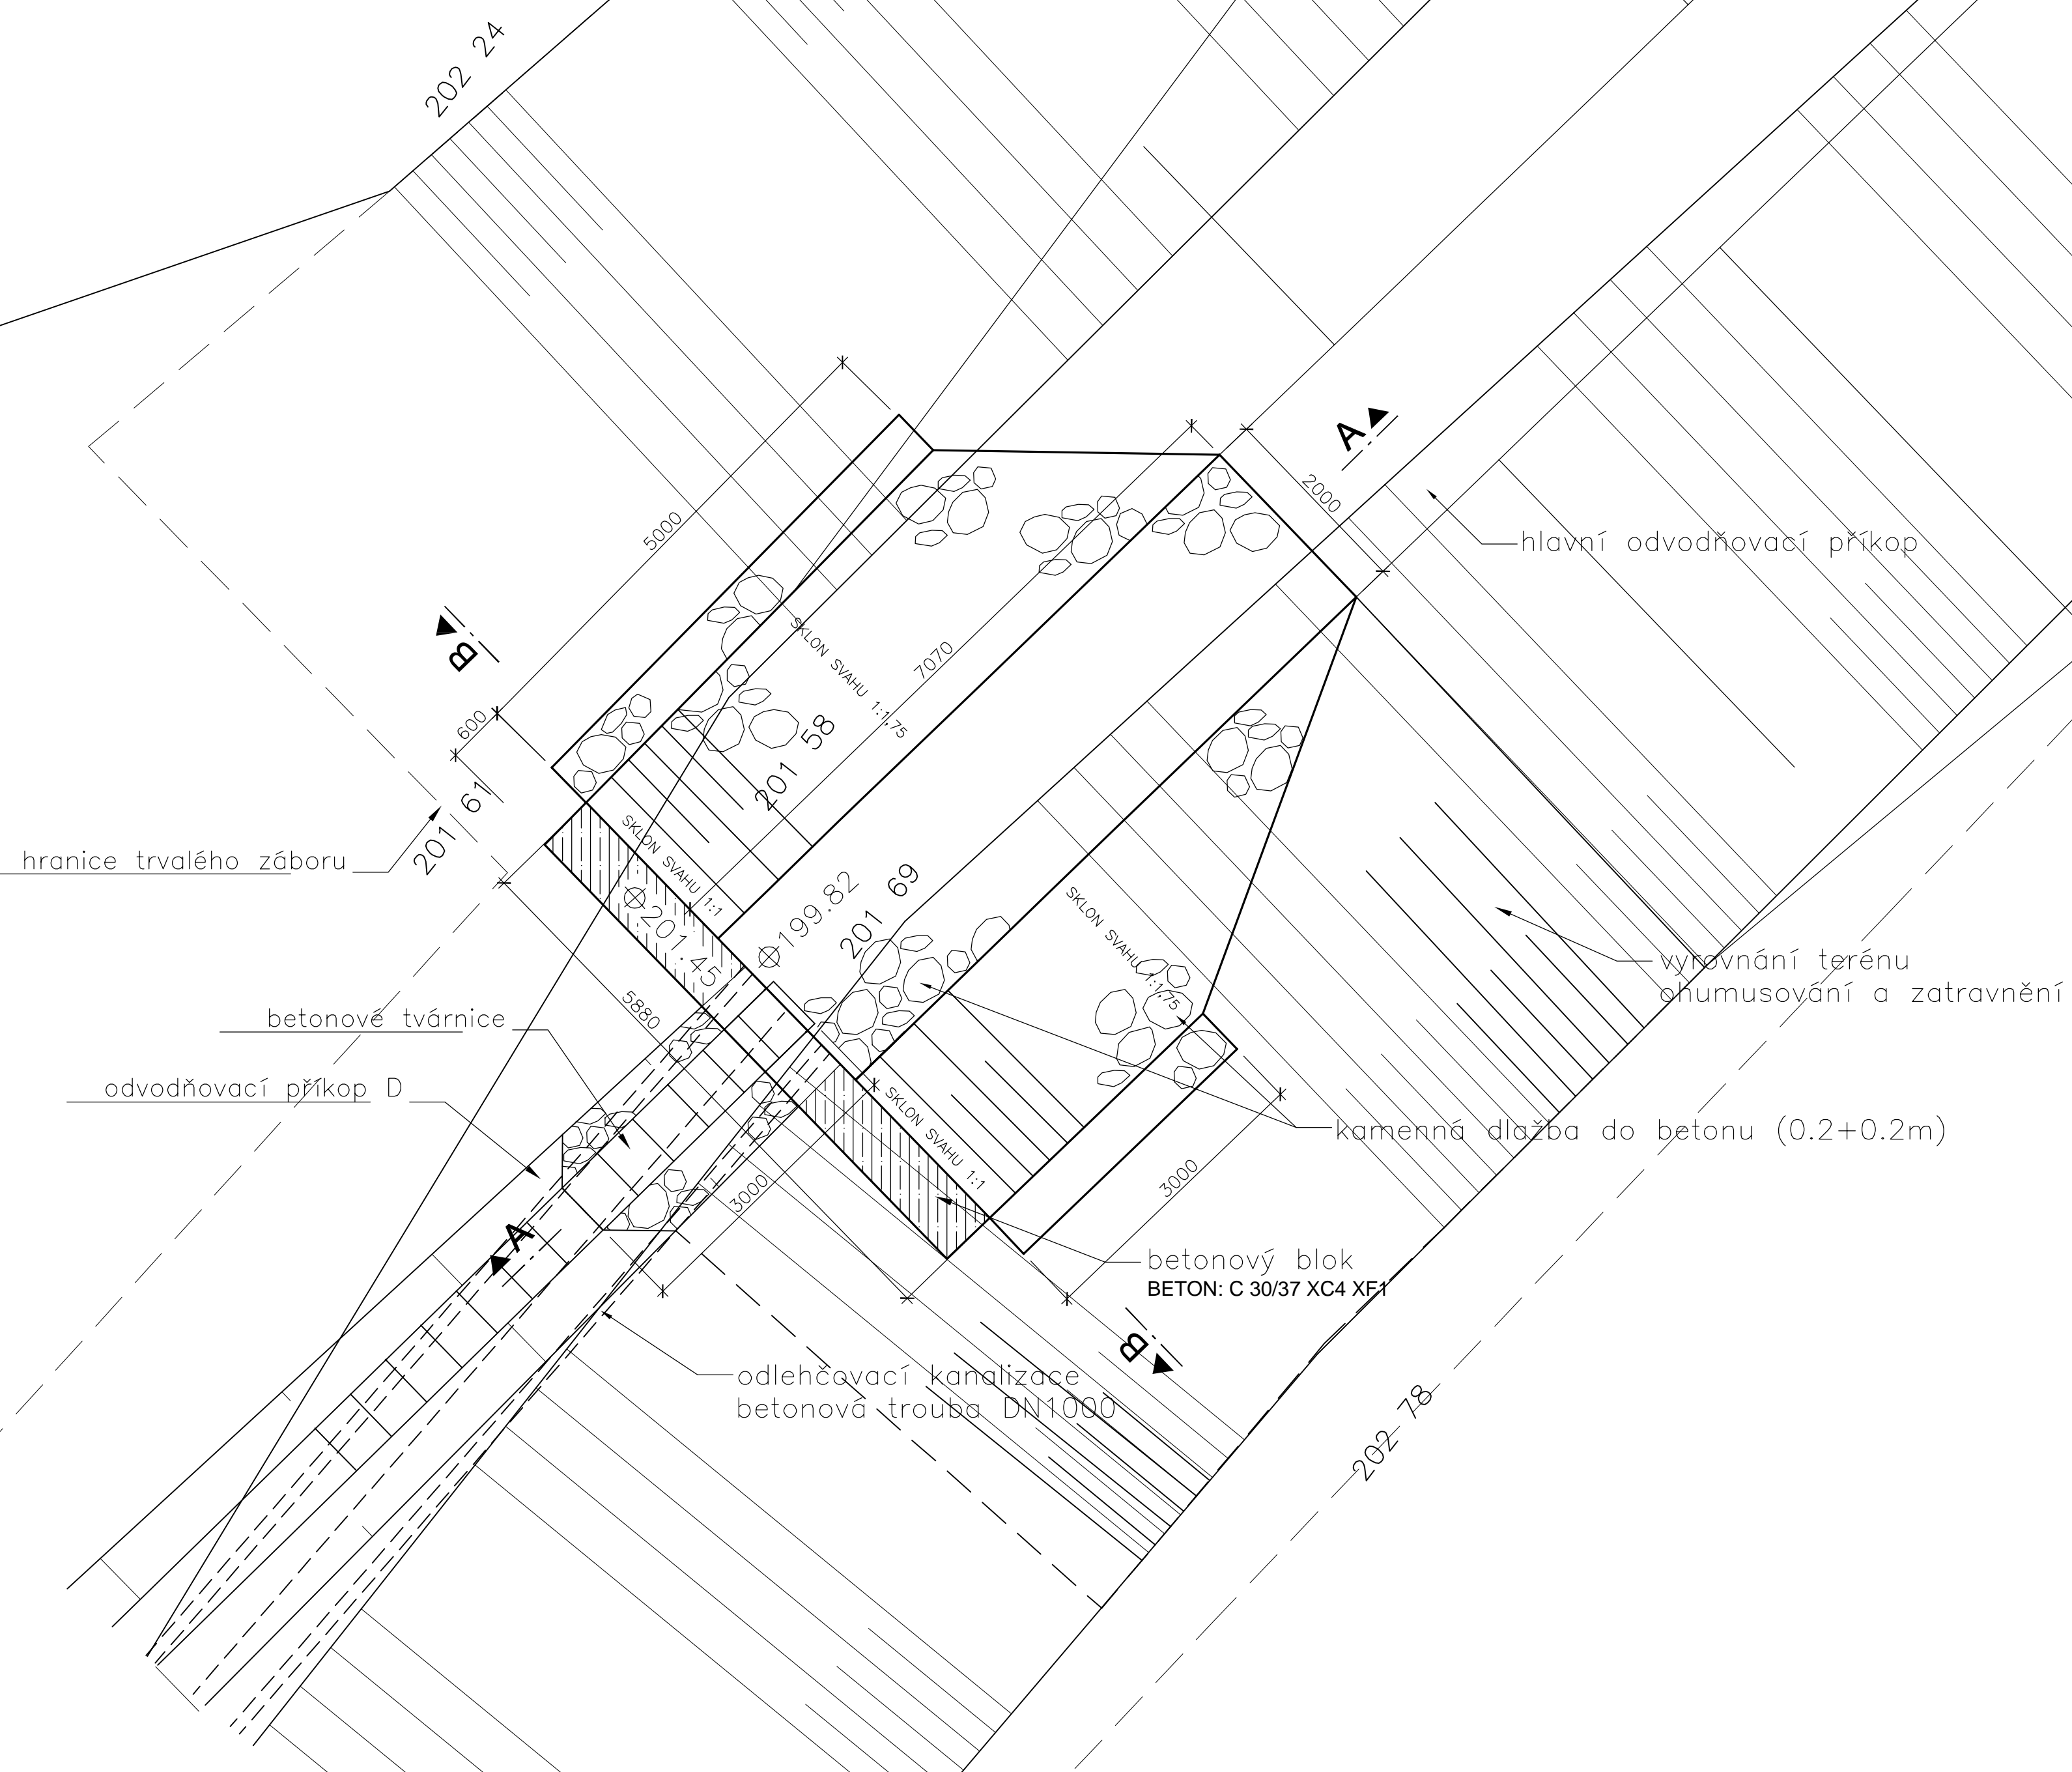 202 24
5000
A
2000
hlavní odvodňovací příkop
B
SKLON SVAHU 1:1,75
7070
600
201 58
201 61
SKLON SVAHU 1:1
hranice trvalého záboru
199.82
201 69
201.45
SKLON SVAHU 1:1,75
vyrovnání terénu
ohumusování a zatravnění
5880
betonové tvárnice
odvodňovací příkop D
SKLON SVAHU 1:1
kamenná dlažba do betonu (0.2+0.2m)
3000
3000
A
betonový blok
BETON: C 30/37 XC4 XF1
B
odlehčovací kanalizace
betonová trouba DN1000
202 78